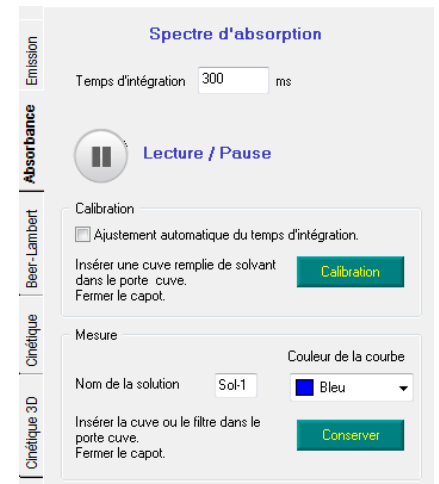 Emission
Absorbance
Beer-Lambert
Cinétique
Cinétique 3D
Spectre d'absorption
Temps d'intégration 300 ms
Lecture / Pause
Calibration
Ajustement automatique du temps d'intégration.
Insérer une cuve remplie de solvant
dans le porte cuve.
Fermer le capot.
Calibration
Mesure
Couleur de la courbe
Nom de la solution Sol-1 Bleu
Insérer la cuve ou le filtre dans le
porte cuve.
Fermer le capot.
Conserver